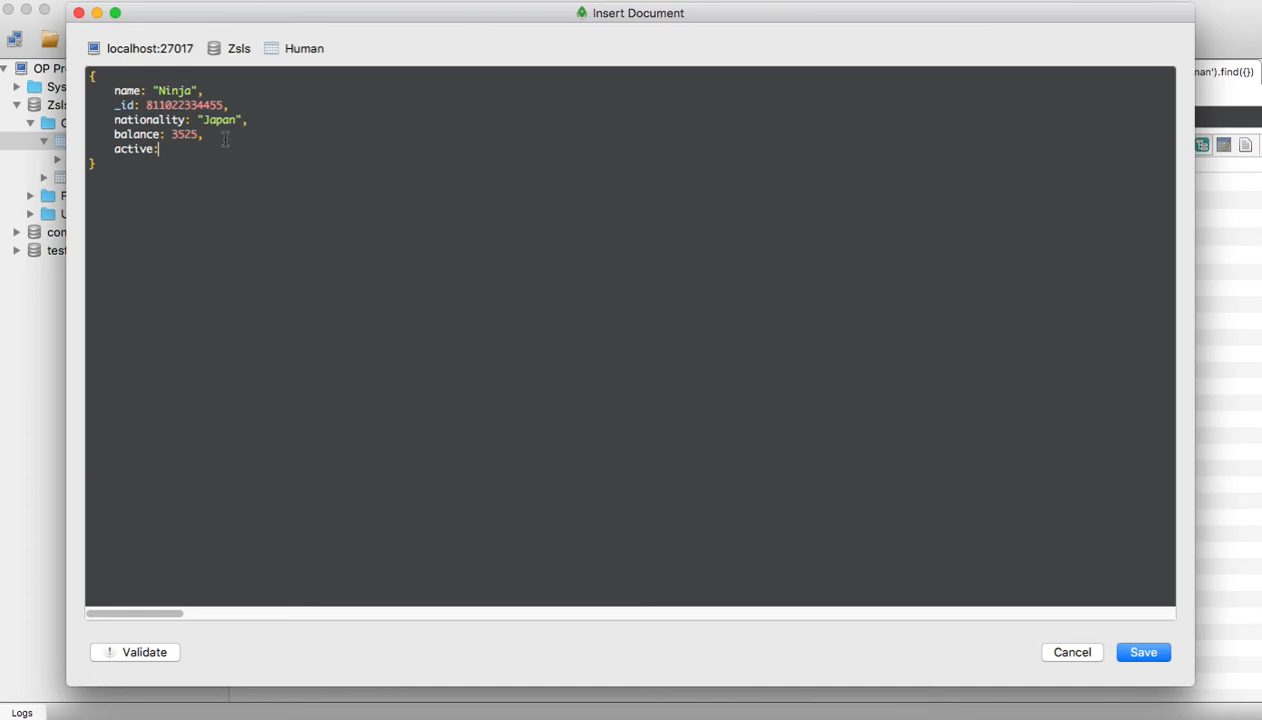 Insert Document
localhost:27017 Zsls Human
man').find({})
OP Pr
Sys
Zsls
{
name: "Ninja",
_id: 811022334455,
nationality: "Japan",
balance: 3525,
active:
}
con
test
Validate
Cancel
Save
Logs